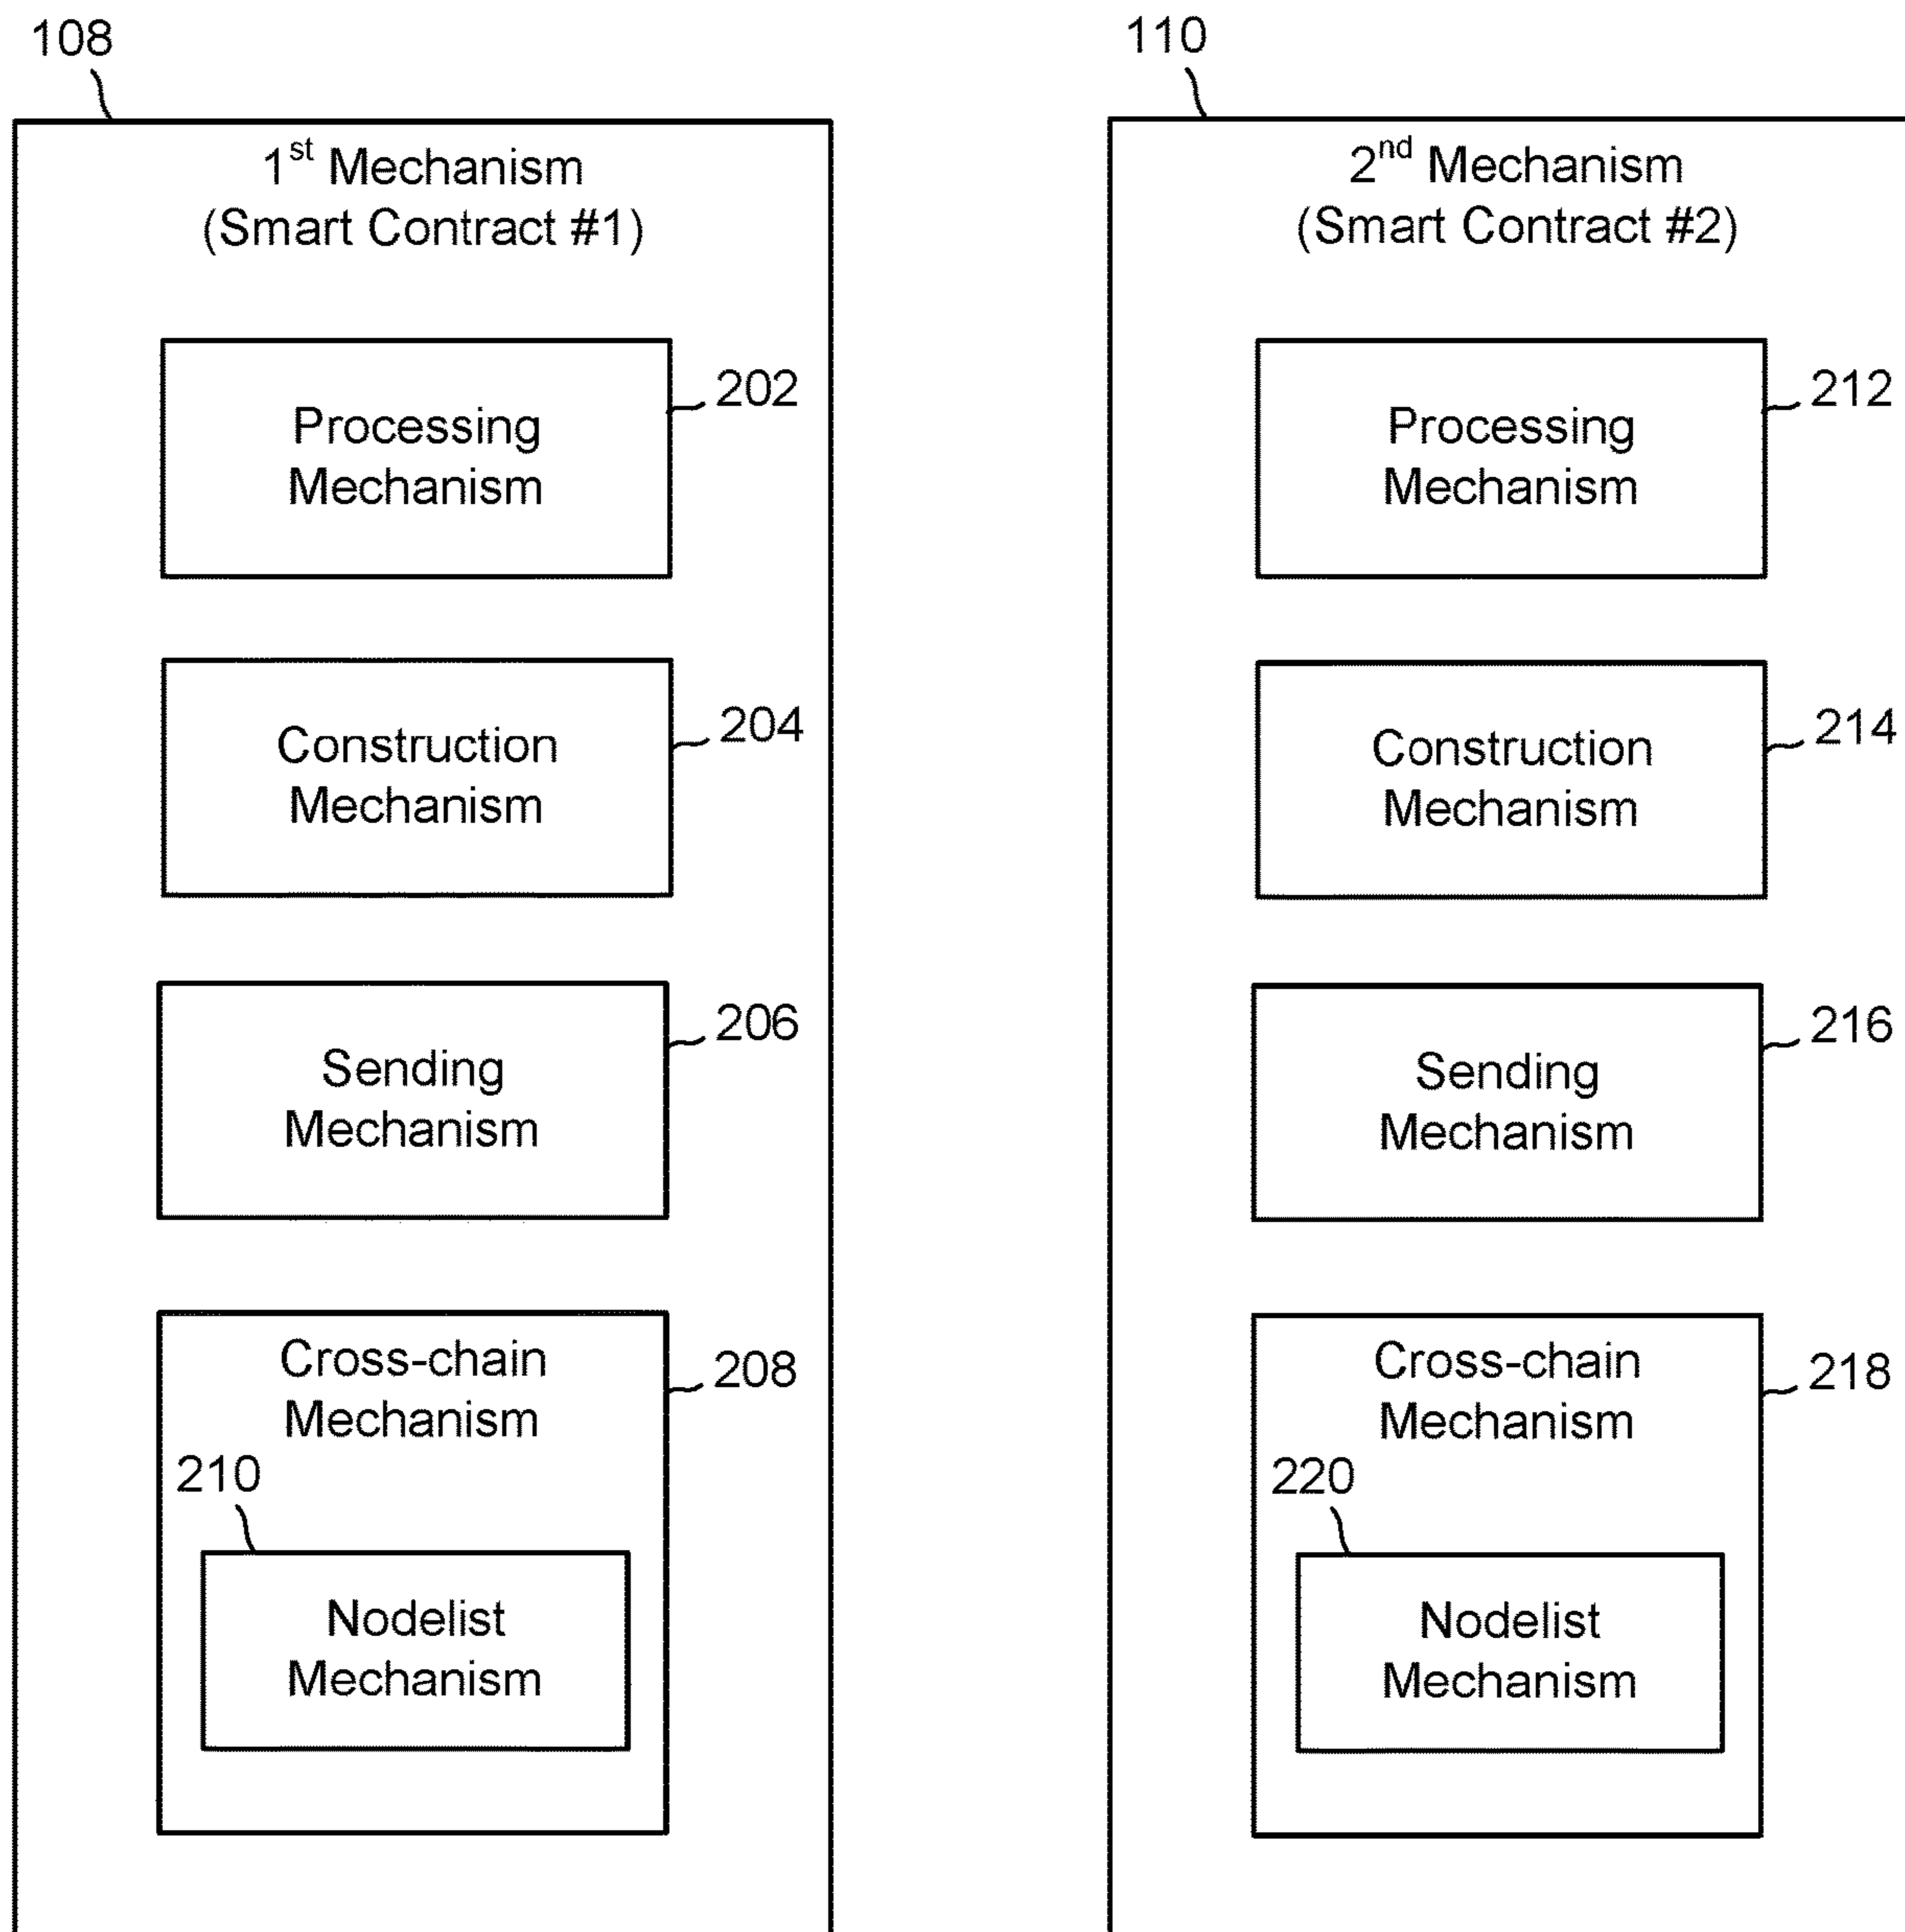 108
1st Mechanism
(Smart Contract #1)
Processing
Mechanism
202
Construction
Mechanism
204
Sending
Mechanism
206
Cross-chain
Mechanism
208
210
Nodelist
Mechanism
110
2nd Mechanism
(Smart Contract #2)
Processing
Mechanism
212
Construction
Mechanism
214
Sending
Mechanism
216
Cross-chain
Mechanism
218
220
Nodelist
Mechanism